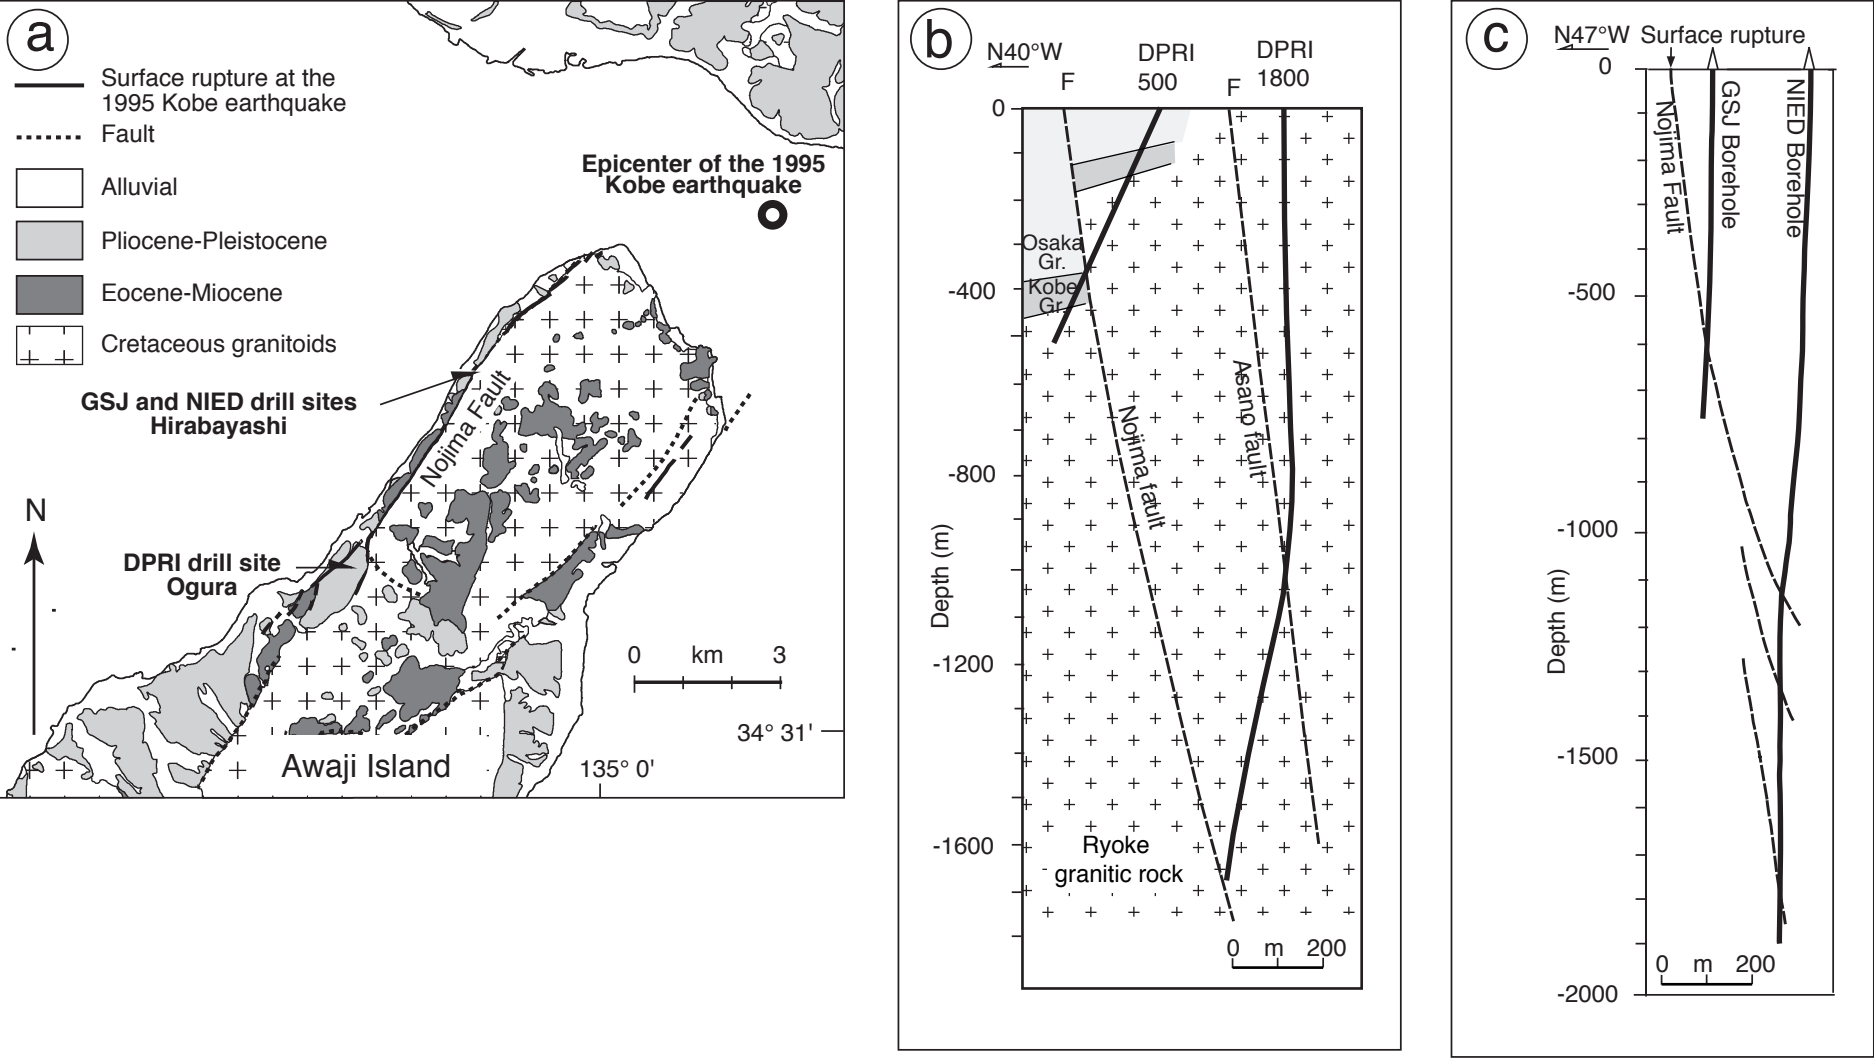 a
Surface rupture at the
1995 Kobe earthquake
Fault
Alluvial
Pliocene-Pleistocene
Eocene-Miocene
Cretaceous granitoids
Epicenter of the 1995
Kobe earthquake
GSJ and NIED drill sites
Hirabayashi
Nojima Fault
N
DPRI drill site
Ogura
0 km 3
34° 31'
135° 0'
Awaji Island
b
N40°W
F
DPRI
500
F
DPRI
1800
0
-400
-800
-1200
-1600
Depth (m)
Osaka
Gr.
Kobe
Gr.
Nojima fault
Asano fault
Ryoke
granitic rock
0 m 200
c
N47°W Surface rupture
0
-500
-1000
-1500
-2000
Depth (m)
Nojima Fault
GSJ Borehole
NIED Borehole
0 m 200